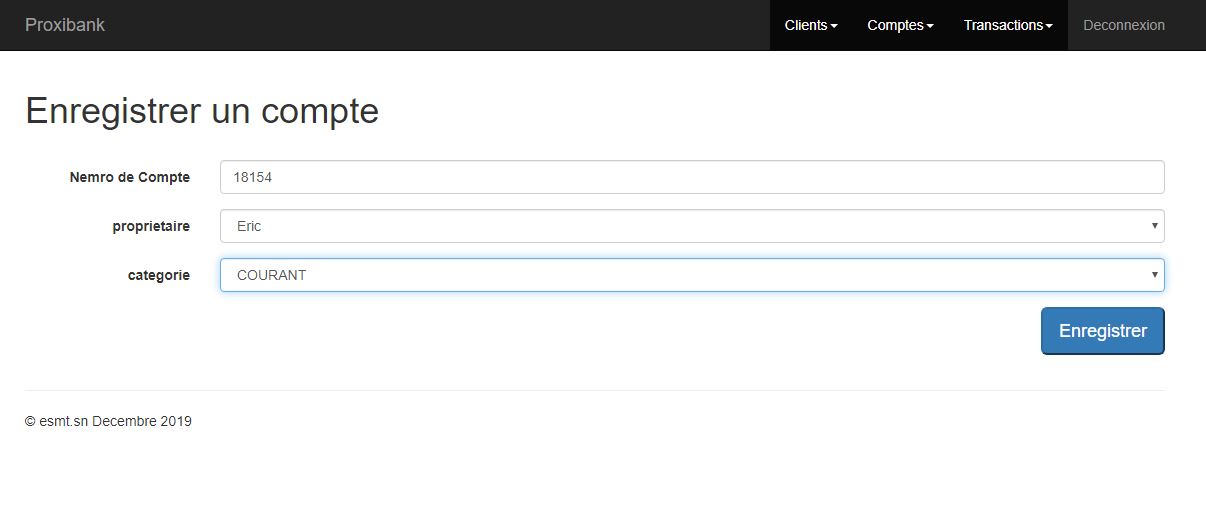 Proxibank Clients Comptes Transactions Deconnexion
Enregistrer un compte
Nemro de Compte 18154
proprietaire Eric
categorie COURANT
Enregistrer
© esmt.sn Decembre 2019